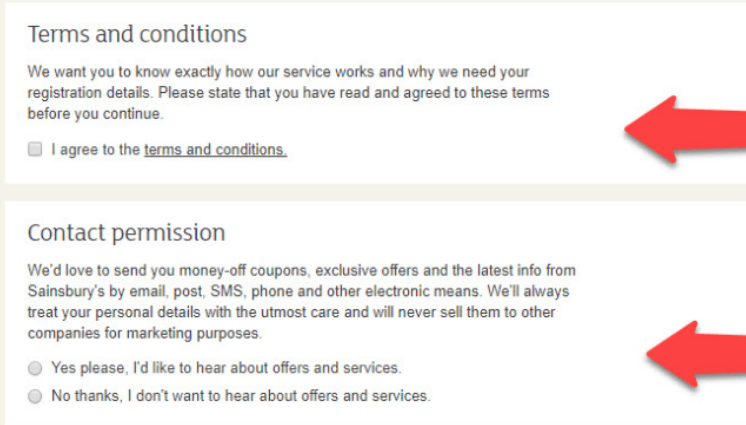 Terms and conditions
We want you to know exactly how our service works and why we need your
registration details. Please state that you have read and agreed to these terms
before you continue.
I agree to the terms and conditions.
Contact permission
We'd love to send you money-off coupons, exclusive offers and the latest info from
Sainsbury's by email, post, SMS, phone and other electronic means. We'll always
treat your personal details with the utmost care and will never sell them to other
companies for marketing purposes.
Yes please, I'd like to hear about offers and services.
No thanks, I don't want to hear about offers and services.